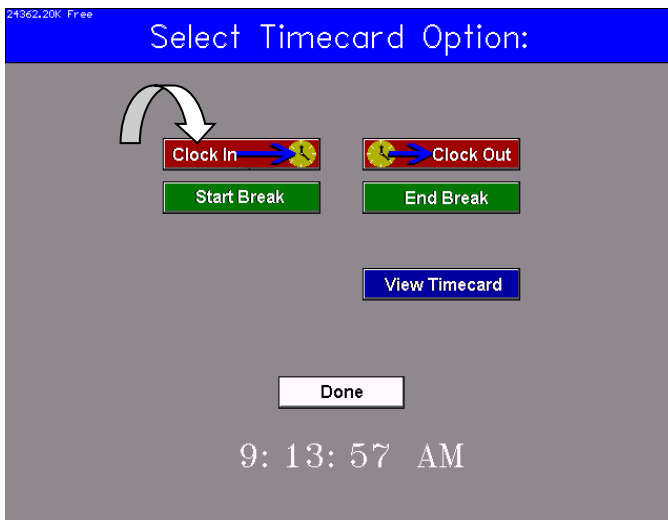 24362.20K Free
Select Timecard Option:
Clock In
Clock Out
Start Break
End Break
View Timecard
Done
9:13:57 AM